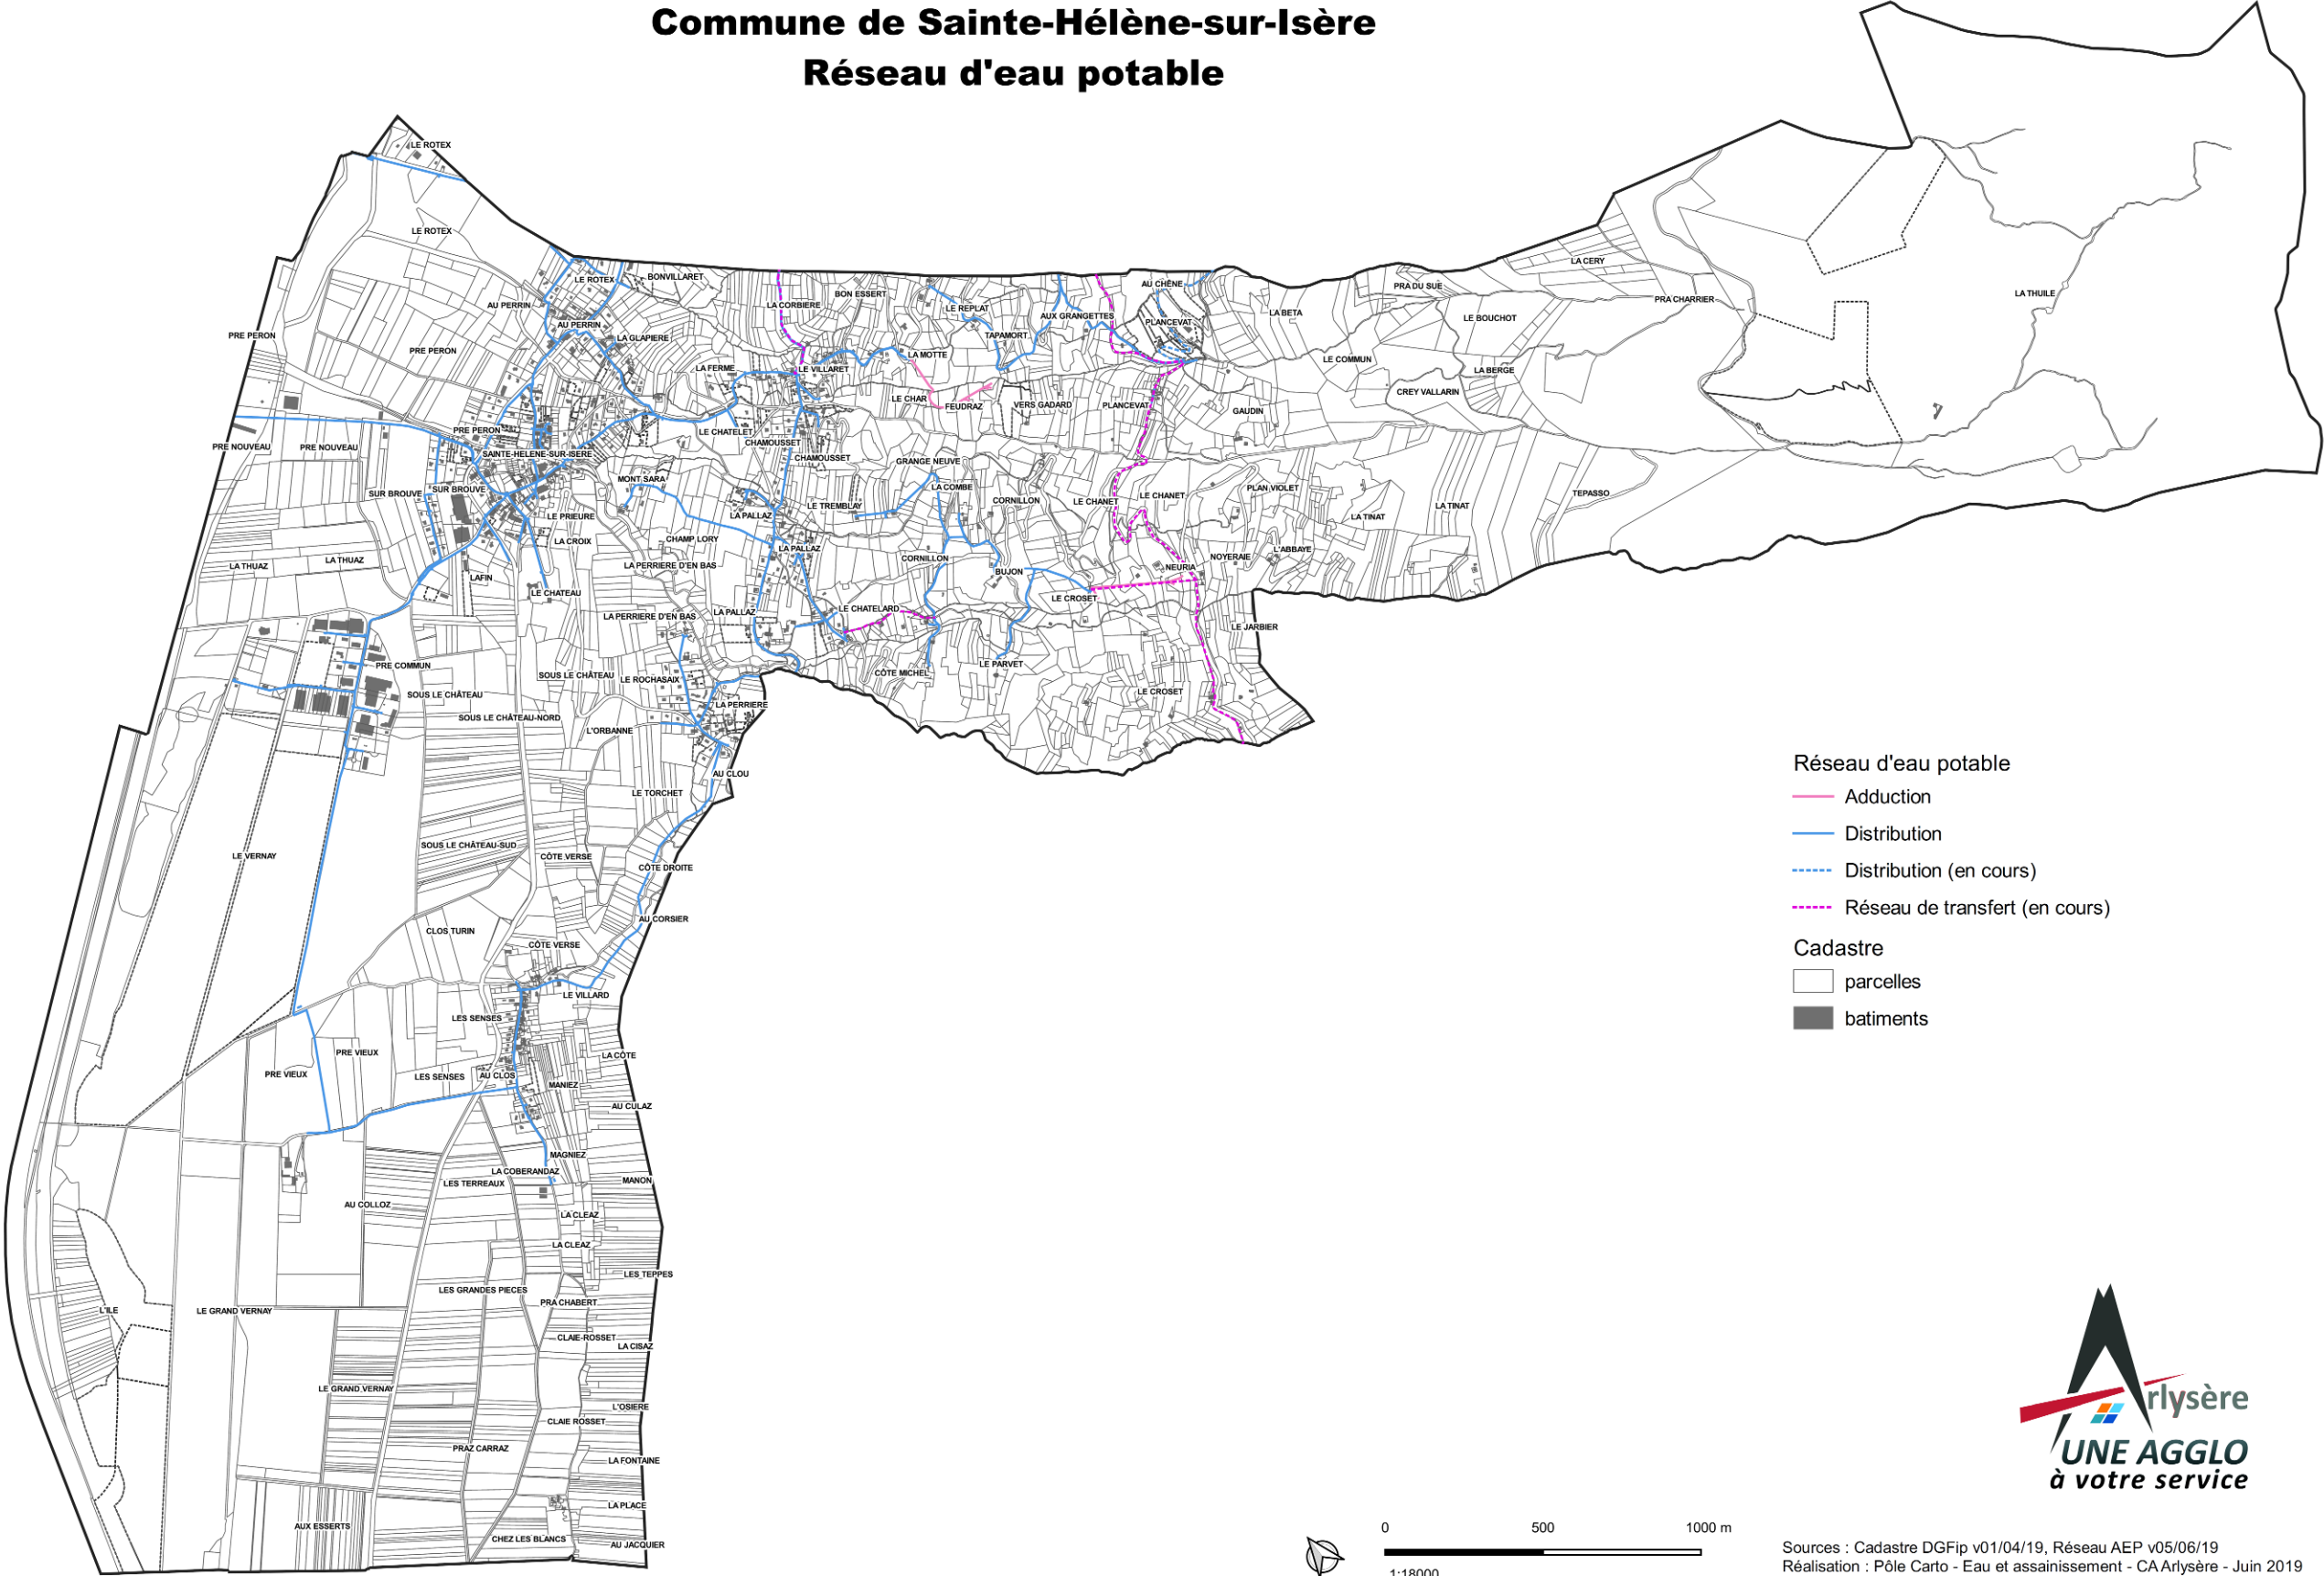 Commune de Sainte-Hélène-sur-Isère
Réseau d'eau potable
LE ROTEX
LE ROTEX
LE ROTEX
BONVILLARET
AU PERRIN
AU PERRIN
LA GLAPIERE
PRE PERON
PRE PERON
PRE PERON
LA CORBIERE
BON ESSERT
LE REPLAT
AUX GRANGETTES
TAPAMORT
AU CHÊNE
PLANCEVAT
LA BETA
PRA DU SUE
LA CERY
PRA CHARRIER
LE BOUCHOT
LA THUILE
LA MOTTE
LE VILLARET
LA FERME
LE COMMUN
LA BERGE
CREY VALLARIN
LE CHAR
FEUDRAZ
VERS GADARD
PLANCEVAT
GAUDIN
LE CHATELET
CHAMOUSSET
CHAMOUSSET
PRE NOUVEAU
PRE NOUVEAU
SAINTE-HELENE-SUR-ISERE
GRANGE NEUVE
MONT SARA
LA COMBE
SUR BROUVE
SUR BROUVE
CORNILLON
LE CHANET
LE CHANET
PLAN VIOLET
TEPASSO
LA TINAT
LA TINAT
LE TREMBLAY
LA PALLAZ
LE PRIEURE
LA CROIX
CHAMP LORY
LA PALLAZ
CORNILLON
L'ABBAYE
NOYERAIE
NEURIA
BUJON
LA THUAZ
LA THUAZ
LA PERRIERE D'EN BAS
LAFIN
LE CHATEAU
LE CROSET
LE CHATELARD
LA PALLAZ
LA PERRIERE D'EN BAS
LE JARBIER
PRE COMMUN
LE PARVET
CÔTE MICHEL
SOUS LE CHÂTEAU
LE ROCHASAIX
SOUS LE CHÂTEAU
LE CROSET
LA PERRIERE
SOUS LE CHÂTEAU-NORD
L'ORBANNE
AU CLOU
LE TORCHET
SOUS LE CHÂTEAU-SUD
LE VERNAY
CÔTE VERSE
CÔTE DROITE
AU CORSIER
CLOS TURIN
CÔTE VERSE
LE VILLARD
LES SENSES
PRE VIEUX
LA CÔTE
PRE VIEUX
LES SENSES
AU CLOS
MANIEZ
AU CULAZ
MAGNIEZ
LA COBERANDAZ
LES TERREAUX
MANON
AU COLLOZ
LA CLEAZ
LA CLEAZ
LES TEPPES
LES GRANDES PIECES
PRA CHABERT
L'ILE
LE GRAND VERNAY
CLAIE-ROSSET
LA CISAZ
LE GRAND VERNAY
L'OSIERE
CLAIE ROSSET
PRAZ CARRAZ
LA FONTAINE
LA PLACE
AUX ESSERTS
CHEZ LES BLANCS
AU JACQUIER
Réseau d'eau potable
Adduction
Distribution
Distribution (en cours)
Réseau de transfert (en cours)
Cadastre
parcelles
batiments
Arlysère
UNE AGGLO
à votre service
0 500 1000 m
1:18000
Sources : Cadastre DGFip v01/04/19, Réseau AEP v05/06/19
Réalisation : Pôle Carto - Eau et assainissement - CA Arlysère - Juin 2019